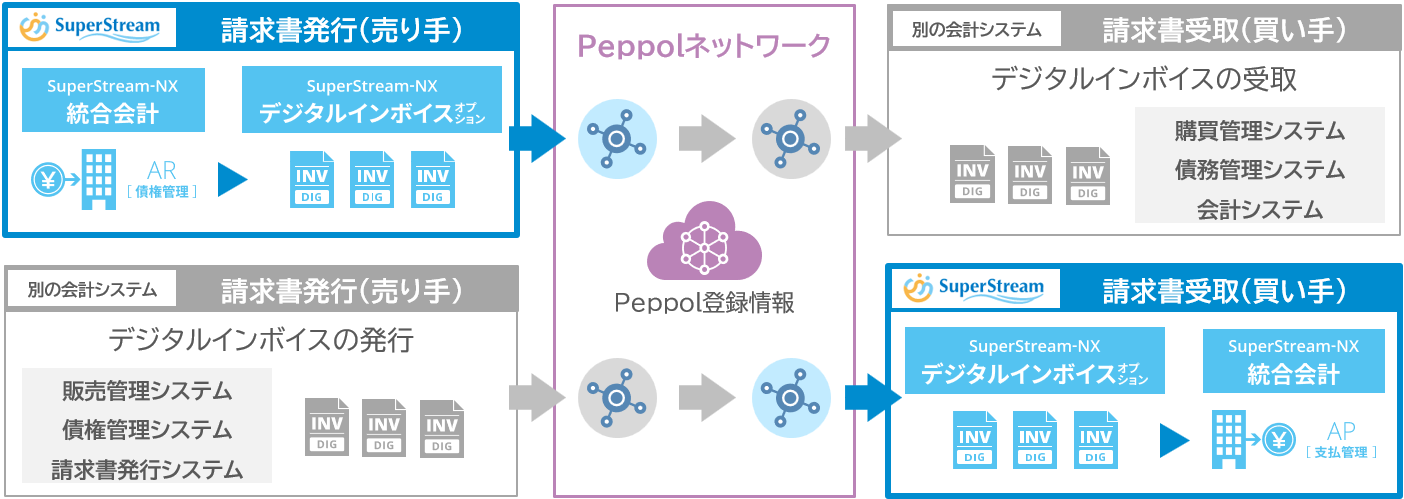 SuperStream
請求書発行(売り手)
SuperStream-NX
統合会計
SuperStream-NX
デジタルインボイスオプション
AR
[ 債権管理 ]
INV
DIG
INV
DIG
INV
DIG
Peppolネットワーク
別の会計システム
請求書受取(買い手)
デジタルインボイスの受取
INV
DIG
INV
DIG
INV
DIG
購買管理システム
債務管理システム
会計システム
Peppol登録情報
別の会計システム
請求書発行(売り手)
デジタルインボイスの発行
販売管理システム
債権管理システム
請求書発行システム
INV
DIG
INV
DIG
INV
DIG
SuperStream
請求書受取(買い手)
SuperStream-NX
デジタルインボイスオプション
SuperStream-NX
統合会計
INV
DIG
INV
DIG
INV
DIG
AP
[ 支払管理 ]